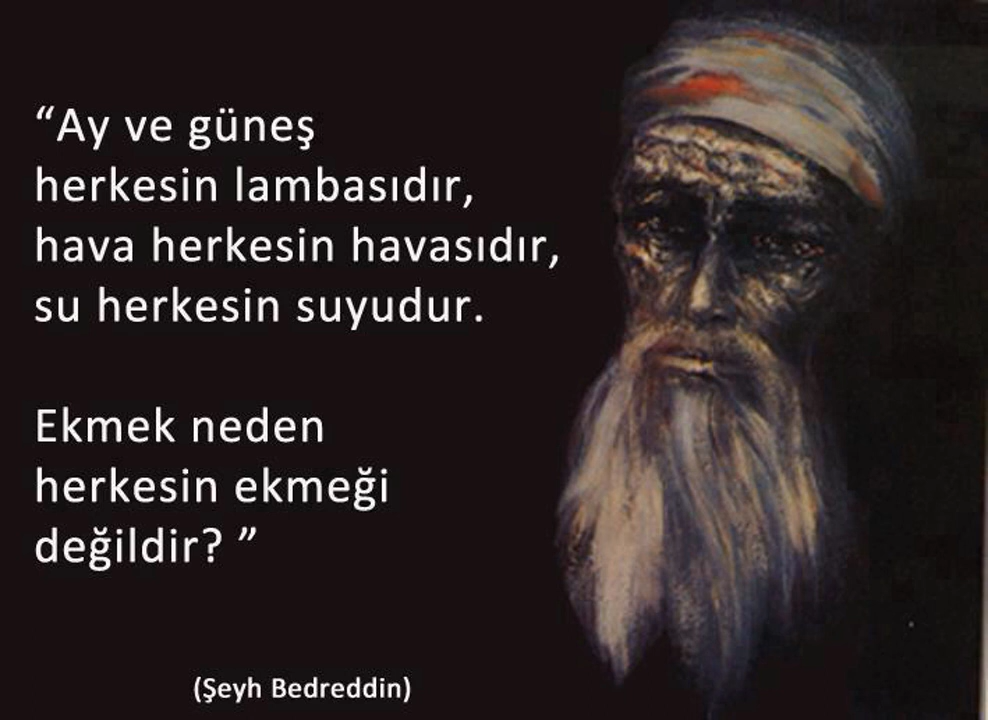 “Ay ve güneş
herkesin lambasıdır,
hava herkesin havasıdır,
su herkesin suyudur.
Ekmek neden
herkesin ekmeği
değildir? ”
(Şeyh Bedreddin)